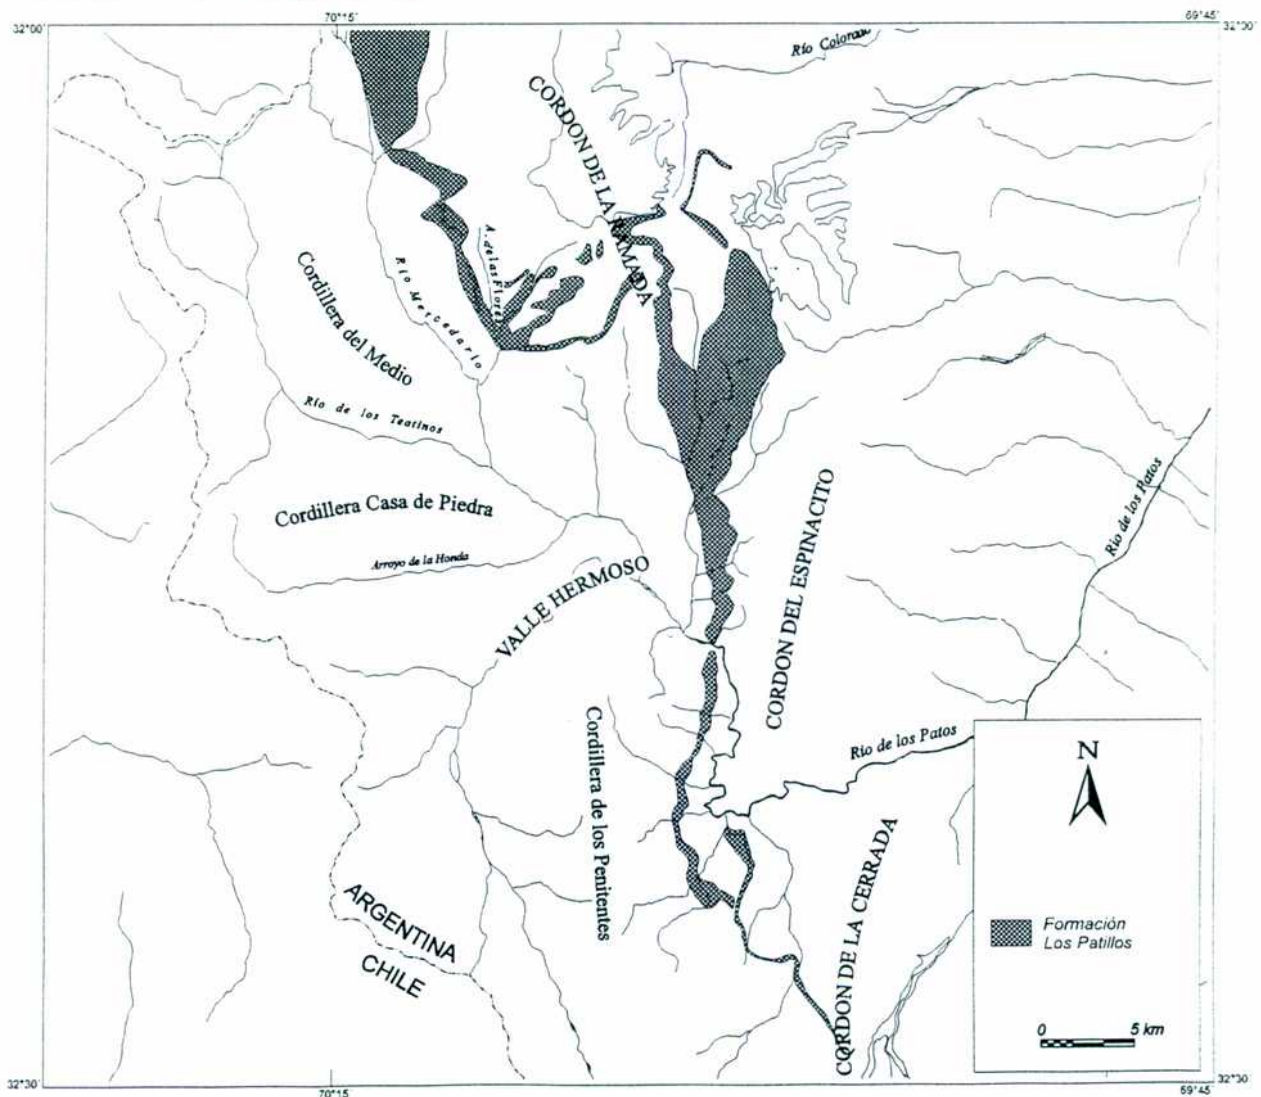 70°15'
69°45'
32°00'
32°00'
Río Colorado
CORDON DE LA RAMADA
A. de las Flores
Río Mercedario
Cordillera del Medio
Río de los Teatinos
Cordillera Casa de Piedra
Arroyo de la Honda
VALLE HERMOSO
CORDON DEL ESPINACITO
Río de los Patos
Cordillera de los Penitentes
Río de los Patos
CORDON DE LA CERRADA
ARGENTINA
CHILE
N
Formación
Los Patillos
0 5 km
32°30'
32°30'
70°15'
69°45'